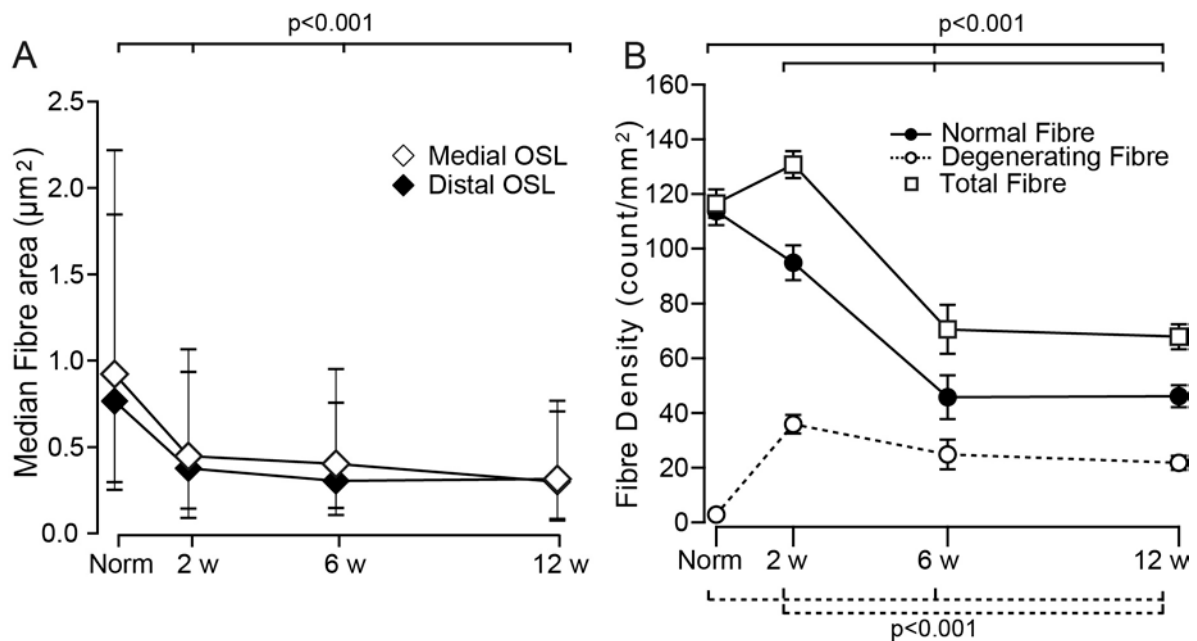 p<0.001
A
2.5
2.0
1.5
1.0
0.5
0.0
Median Fibre area (µm²)
Medial OSL
Distal OSL
Norm 2 w 6 w 12 w
p<0.001
B
160
140
120
100
80
60
40
20
0
Fibre Density (count/mm²)
Normal Fibre
Degenerating Fibre
Total Fibre
Norm 2 w 6 w 12 w
p<0.001